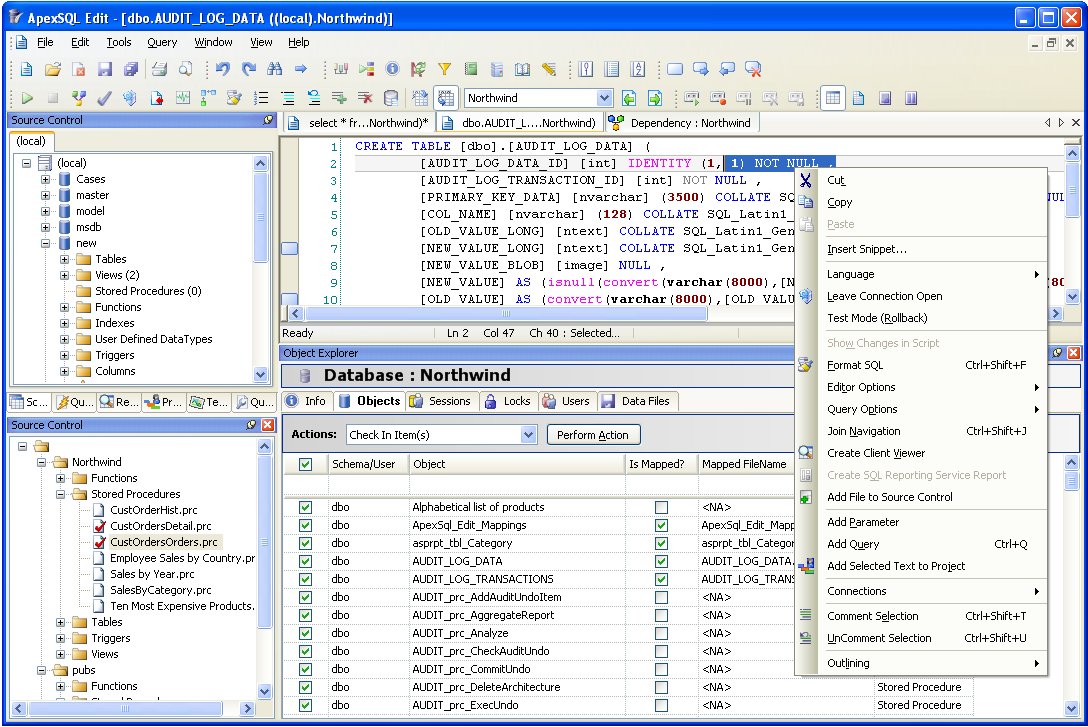 ApexSQL Edit - [dbo.AUDIT_LOG_DATA ((local).Northwind)]
File Edit Tools Query Window View Help
Northwind
Source Control
(local)
(local)
Cases
master
model
msdb
new
Tables
Views (2)
Stored Procedures (0)
Functions
Indexes
User Defined DataTypes
Triggers
Columns
Sc... Qu... Re... Pr... Te... Qu...
Source Control
Northwind
Functions
Stored Procedures
CustOrderHist.prc
CustOrdersDetail.prc
CustOrdersOrders.prc
Employee Sales by Country.pr
Sales by Year.prc
SalesByCategory.prc
Ten Most Expensive Products.
Tables
Triggers
Views
pubs
Functions
select * fr...Northwind)* dbo.AUDIT_L....Northwind) Dependency : Northwind
1 CREATE TABLE [dbo].[AUDIT_LOG_DATA] (
2 [AUDIT_LOG_DATA_ID] [int] IDENTITY (1, 1) NOT NULL ,
3 [AUDIT_LOG_TRANSACTION_ID] [int] NOT NULL ,
4 [PRIMARY_KEY_DATA] [nvarchar] (3500) COLLATE SQL_Latin1_
5 [COL_NAME] [nvarchar] (128) COLLATE SQL_Latin1_
6 [OLD_VALUE_LONG] [ntext] COLLATE SQL_Latin1_Gen
7 [NEW_VALUE_LONG] [ntext] COLLATE SQL_Latin1_Gen
8 [NEW_VALUE_BLOB] [image] NULL ,
9 [NEW_VALUE] AS (isnull(convert(varchar(8000),[N
10 [OLD_VALUE] AS (convert(varchar(8000),[OLD_VALU
Ready Ln 2 Col 47 Ch 40 : Selected...
Object Explorer
Database : Northwind
Info Objects Sessions Locks Users Data Files
Actions: Check In Item(s) Perform Action
Schema/User Object Is Mapped? Mapped FileName
dbo Alphabetical list of products <NA>
dbo ApexSql_Edit_Mappings ApexSql_Edit_Mapp
dbo asprpt_tbl_Category asprpt_tbl_Categor
dbo AUDIT_LOG_DATA AUDIT_LOG_DATA.
dbo AUDIT_LOG_TRANSACTIONS AUDIT_LOG_TRANS
dbo AUDIT_prc_AddAuditUndoItem <NA>
dbo AUDIT_prc_AggregateReport <NA>
dbo AUDIT_prc_Analyze <NA>
dbo AUDIT_prc_CheckAuditUndo <NA>
dbo AUDIT_prc_CommitUndo <NA>
dbo AUDIT_prc_DeleteArchitecture <NA> Stored Procedure
dbo AUDIT_prc_ExecUndo <NA> Stored Procedure
Cut
Copy
Paste
Insert Snippet...
Language
Leave Connection Open
Test Mode (Rollback)
Show Changes in Script
Format SQL Ctrl+Shift+F
Editor Options
Query Options
Join Navigation Ctrl+Shift+J
Create Client Viewer
Create SQL Reporting Service Report
Add File to Source Control
Add Parameter
Add Query Ctrl+Q
Add Selected Text to Project
Connections
Comment Selection Ctrl+Shift+T
UnComment Selection Ctrl+Shift+U
Outlining